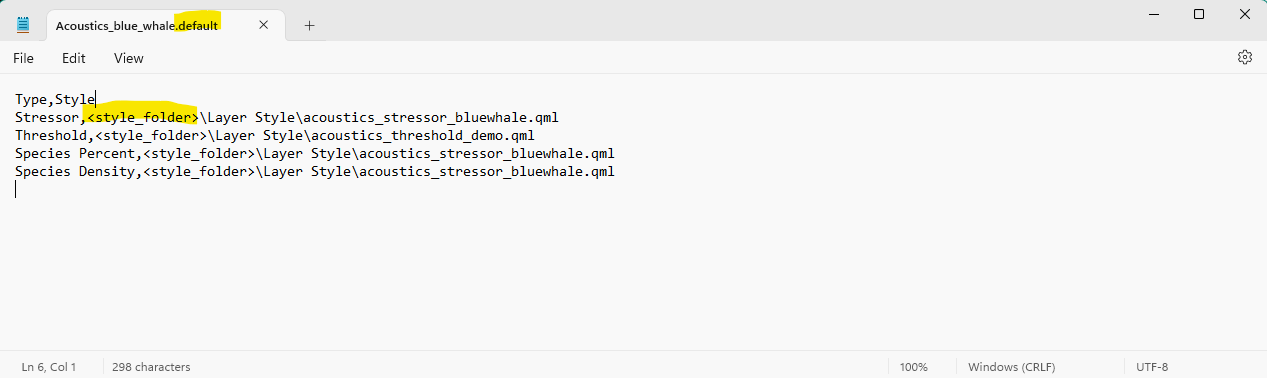 Acoustics_blue_whale.default
File Edit View
Type,Style
Stressor,<style_folder>\Layer Style\acoustics_stressor_bluewhale.qml
Threshold,<style_folder>\Layer Style\acoustics_threshold_demo.qml
Species Percent,<style_folder>\Layer Style\acoustics_stressor_bluewhale.qml
Species Density,<style_folder>\Layer Style\acoustics_stressor_bluewhale.qml
Ln 6, Col 1 298 characters 100% Windows (CRLF) UTF-8